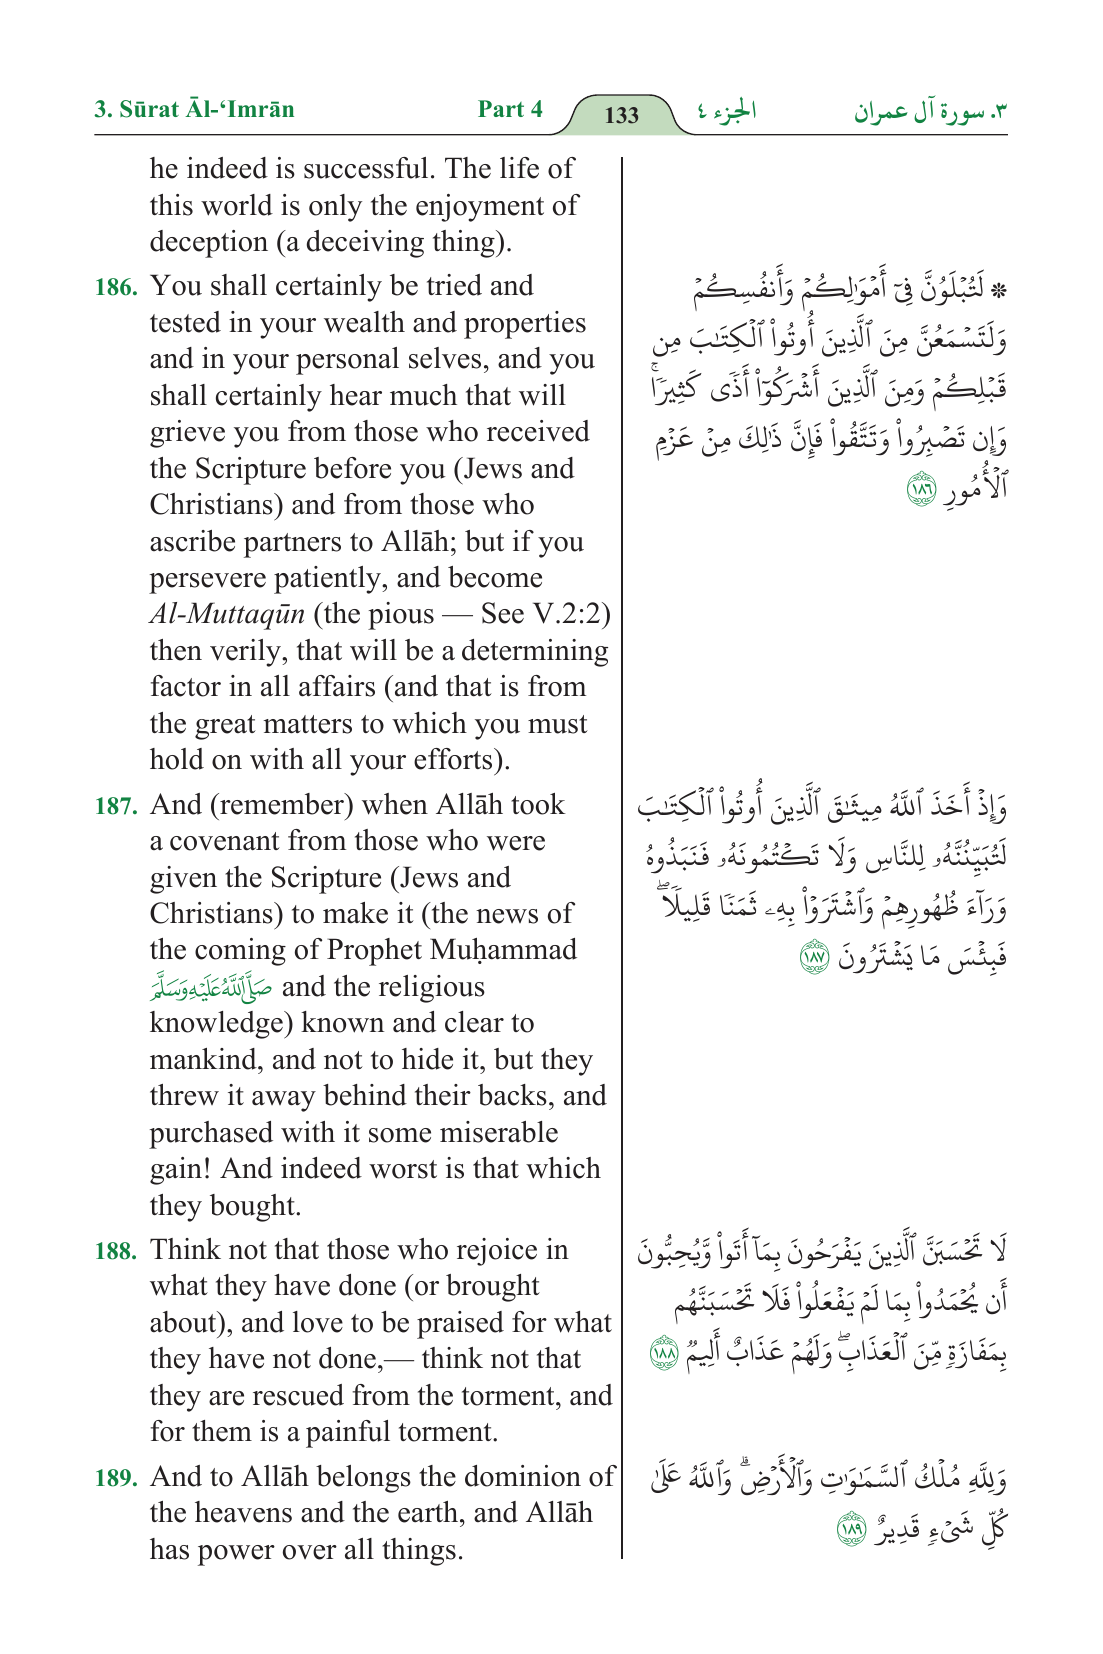 3. Sūrat Āl-‘Imrān Part 4 133 الجزء ٤ ٣. سورة آل عمران
he indeed is successful. The life of
this world is only the enjoyment of
deception (a deceiving thing).
186. You shall certainly be tried and
tested in your wealth and properties
and in your personal selves, and you
shall certainly hear much that will
grieve you from those who received
the Scripture before you (Jews and
Christians) and from those who
ascribe partners to Allāh; but if you
persevere patiently, and become
Al-Muttaqūn (the pious — See V.2:2)
then verily, that will be a determining
factor in all affairs (and that is from
the great matters to which you must
hold on with all your efforts).
۞ لَتُبۡلَوُنَّ فِيٓ أَمۡوَٰلِكُمۡ وَأَنفُسِكُمۡ
وَلَتَسۡمَعُنَّ مِنَ ٱلَّذِينَ أُوتُواْ ٱلۡكِتَٰبَ مِن
قَبۡلِكُمۡ وَمِنَ ٱلَّذِينَ أَشۡرَكُوٓاْ أَذٗى كَثِيرٗاۚ
وَإِن تَصۡبِرُواْ وَتَتَّقُواْ فَإِنَّ ذَٰلِكَ مِنۡ عَزۡمِ
ٱلۡأُمُورِ ١٨٦
187. And (remember) when Allāh took
a covenant from those who were
given the Scripture (Jews and
Christians) to make it (the news of
the coming of Prophet Muḥammad
صَلَّى ٱللَّهُ عَلَيْهِ وَسَلَّمَ and the religious
knowledge) known and clear to
mankind, and not to hide it, but they
threw it away behind their backs, and
purchased with it some miserable
gain! And indeed worst is that which
they bought.
وَإِذۡ أَخَذَ ٱللَّهُ مِيثَٰقَ ٱلَّذِينَ أُوتُواْ ٱلۡكِتَٰبَ
لَتُبَيِّنُنَّهُۥ لِلنَّاسِ وَلَا تَكۡتُمُونَهُۥ فَنَبَذُوهُ
وَرَآءَ ظُهُورِهِمۡ وَٱشۡتَرَوۡاْ بِهِۦ ثَمَنٗا قَلِيلٗاۖ
فَبِئۡسَ مَا يَشۡتَرُونَ ١٨٧
188. Think not that those who rejoice in
what they have done (or brought
about), and love to be praised for what
they have not done,— think not that
they are rescued from the torment, and
for them is a painful torment.
لَا تَحۡسَبَنَّ ٱلَّذِينَ يَفۡرَحُونَ بِمَآ أَتَواْ وَّيُحِبُّونَ
أَن يُحۡمَدُواْ بِمَا لَمۡ يَفۡعَلُواْ فَلَا تَحۡسَبَنَّهُم
بِمَفَازَةٖ مِّنَ ٱلۡعَذَابِۖ وَلَهُمۡ عَذَابٌ أَلِيمٞ ١٨٨
189. And to Allāh belongs the dominion of
the heavens and the earth, and Allāh
has power over all things.
وَلِلَّهِ مُلۡكُ ٱلسَّمَٰوَٰتِ وَٱلۡأَرۡضِۗ وَٱللَّهُ عَلَىٰ
كُلِّ شَيۡءٖ قَدِيرٌ ١٨٩